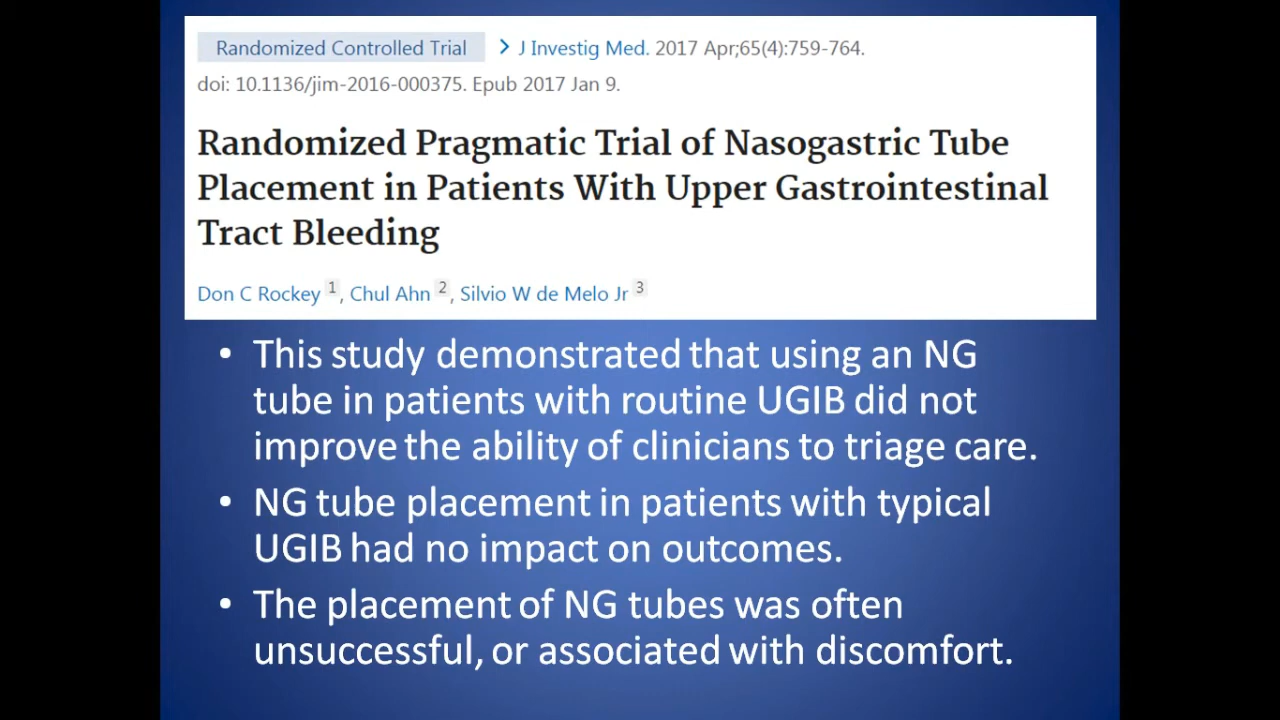 Randomized Controlled Trial > J Investig Med. 2017 Apr;65(4):759-764.
doi: 10.1136/jim-2016-000375. Epub 2017 Jan 9.
Randomized Pragmatic Trial of Nasogastric Tube
Placement in Patients With Upper Gastrointestinal
Tract Bleeding
Don C Rockey 1, Chul Ahn 2, Silvio W de Melo Jr 3
• This study demonstrated that using an NG
tube in patients with routine UGIB did not
improve the ability of clinicians to triage care.
• NG tube placement in patients with typical
UGIB had no impact on outcomes.
• The placement of NG tubes was often
unsuccessful, or associated with discomfort.